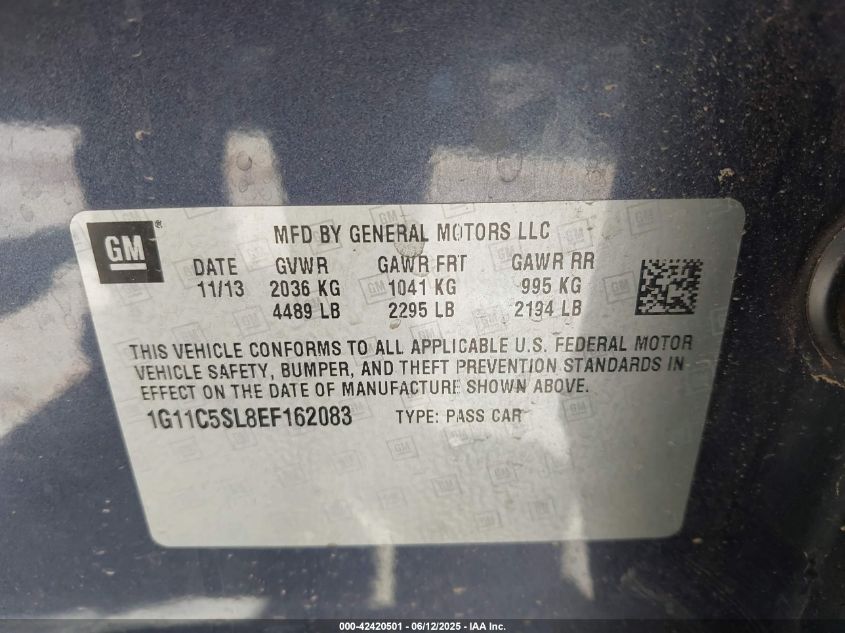 GM ®
MFD BY GENERAL MOTORS LLC
DATE GVWR GAWR FRT GAWR RR
11/13 2036 KG 1041 KG 995 KG
4489 LB 2295 LB 2194 LB
THIS VEHICLE CONFORMS TO ALL APPLICABLE U.S. FEDERAL MOTOR
VEHICLE SAFETY, BUMPER, AND THEFT PREVENTION STANDARDS IN
EFFECT ON THE DATE OF MANUFACTURE SHOWN ABOVE.
1G11C5SL8EF162083 TYPE: PASS CAR
000-42420501 - 06/12/2025 - IAA Inc.